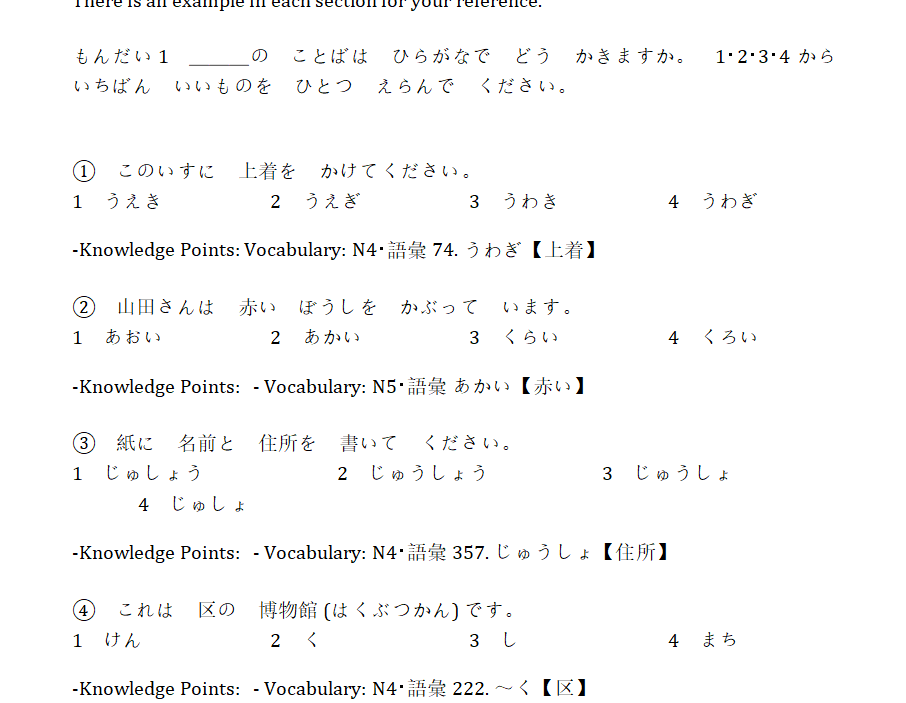 There is an example in each section for your reference.
もんだい 1　______の　ことばは　ひらがなで　どう　かきますか。　1・2・3・4 から
いちばん　いいものを　ひとつ　えらんで　ください。
①　このいすに　上着を　かけてください。
1　うえき　2　うえぎ　3　うわき　4　うわぎ
-Knowledge Points: Vocabulary: N4・語彙 74. うわぎ【上着】
②　山田さんは　赤い　ぼうしを　かぶって　います。
1　あおい　2　あかい　3　くらい　4　くろい
-Knowledge Points:  - Vocabulary: N5・語彙 あかい【赤い】
③　紙に　名前と　住所を　書いて　ください。
1　じゅしょう　2　じゅうしょう　3　じゅうしょ
4　じゅしょ
-Knowledge Points:  - Vocabulary: N4・語彙 357. じゅうしょ【住所】
④　これは　区の　博物館 (はくぶつかん) です。
1　けん　2　く　3　し　4　まち
-Knowledge Points:  - Vocabulary: N4・語彙 222. ～く【区】